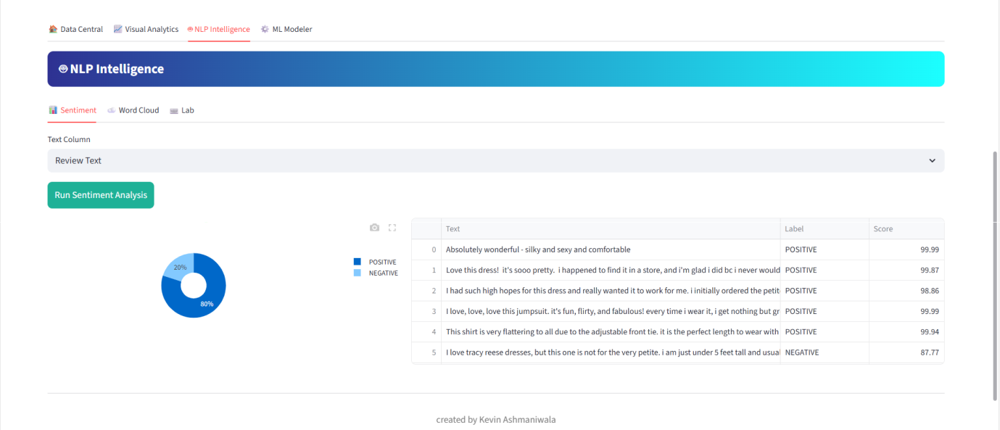 Data Central Visual Analytics NLP Intelligence ML Modeler
NLP Intelligence
Sentiment Word Cloud Lab
Text Column
Review Text
Run Sentiment Analysis
20%
80%
POSITIVE
NEGATIVE
Text Label Score
0 Absolutely wonderful - silky and sexy and comfortable POSITIVE 99.99
1 Love this dress! it's sooo pretty. i happened to find it in a store, and i'm glad i did bc i never would POSITIVE 99.87
2 I had such high hopes for this dress and really wanted it to work for me. i initially ordered the petit POSITIVE 98.86
3 I love, love, love this jumpsuit. it's fun, flirty, and fabulous! every time i wear it, i get nothing but gr POSITIVE 99.99
4 This shirt is very flattering to all due to the adjustable front tie. it is the perfect length to wear with POSITIVE 99.94
5 I love tracy reese dresses, but this one is not for the very petite. i am just under 5 feet tall and usual NEGATIVE 87.77
created by Kevin Ashmaniwala